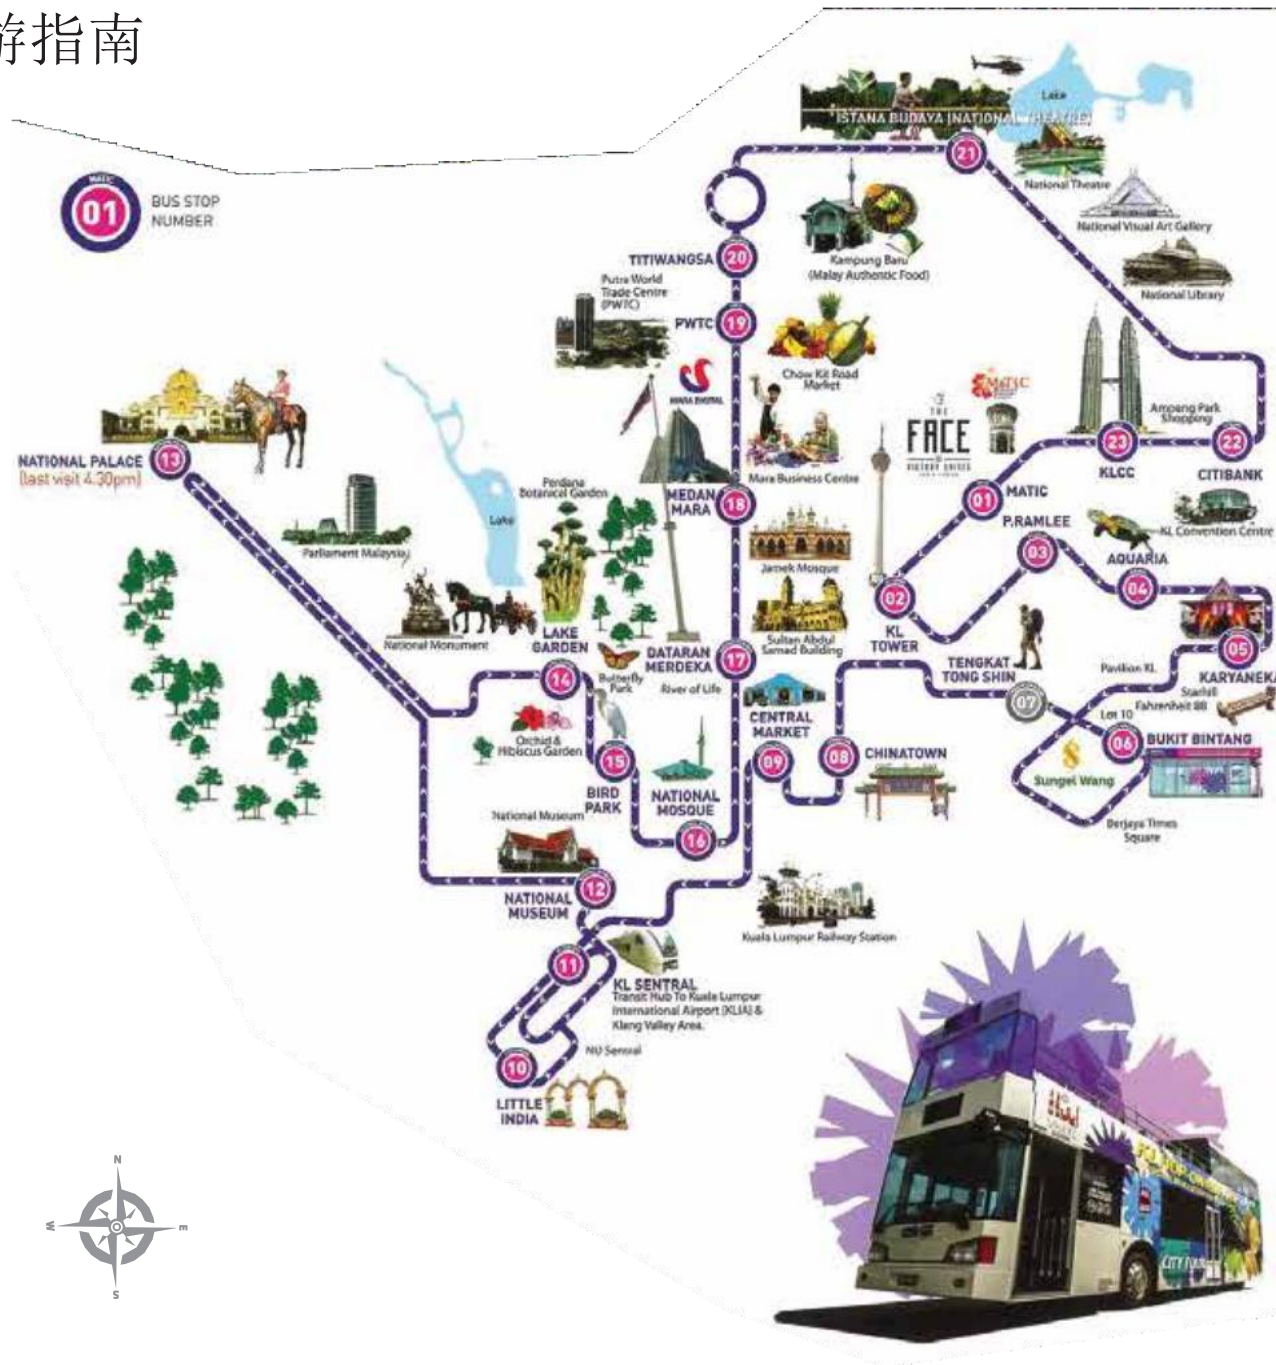 游指南
MATIC
01
BUS STOP
NUMBER
Lake
ISTANA BUDAYA (NATIONAL THEATRE)
21
National Theatre
National Visual Art Gallery
National Library
TITIWANGSA
20
Kampung Baru
(Malay Authentic Food)
Putra World
Trade Centre
(PWTC)
PWTC
19
Chow Kit Road
Market
MARA DIGITAL
Mara Business Centre
MEDAN
MARA
18
THE
FACE
MaTiC
Ampang Park
Shopping
23
KLCC
22
CITIBANK
01
MATIC
KL Convention Centre
P.RAMLEE
03
AQUARIA
04
02
KL
TOWER
05
KARYANEKA
NATIONAL PALACE
(last visit 4.30pm)
13
Parliament Malaysia
Lake
Perdana
Botanical Garden
National Monument
LAKE
GARDEN
14
Jamek Mosque
Sultan Abdul
Samad Building
DATARAN
MERDEKA
17
Butterfly
Park
River of Life
Orchid &
Hibiscus Garden
15
BIRD
PARK
NATIONAL
MOSQUE
16
CENTRAL
MARKET
09
08
CHINATOWN
TENGKAT
TONG SHIN
07
Pavilion KL
Starhill
Fahrenheit 88
Lot 10
06
BUKIT BINTANG
Sungei Wang
Berjaya Times
Square
National Museum
NATIONAL
MUSEUM
12
Kuala Lumpur Railway Station
11
KL SENTRAL
Transit Hub To Kuala Lumpur
International Airport (KLIA) &
Klang Valley Area.
NU Sentral
10
LITTLE
INDIA
N
W
E
S
KL HOP-ON
CITY TOUR